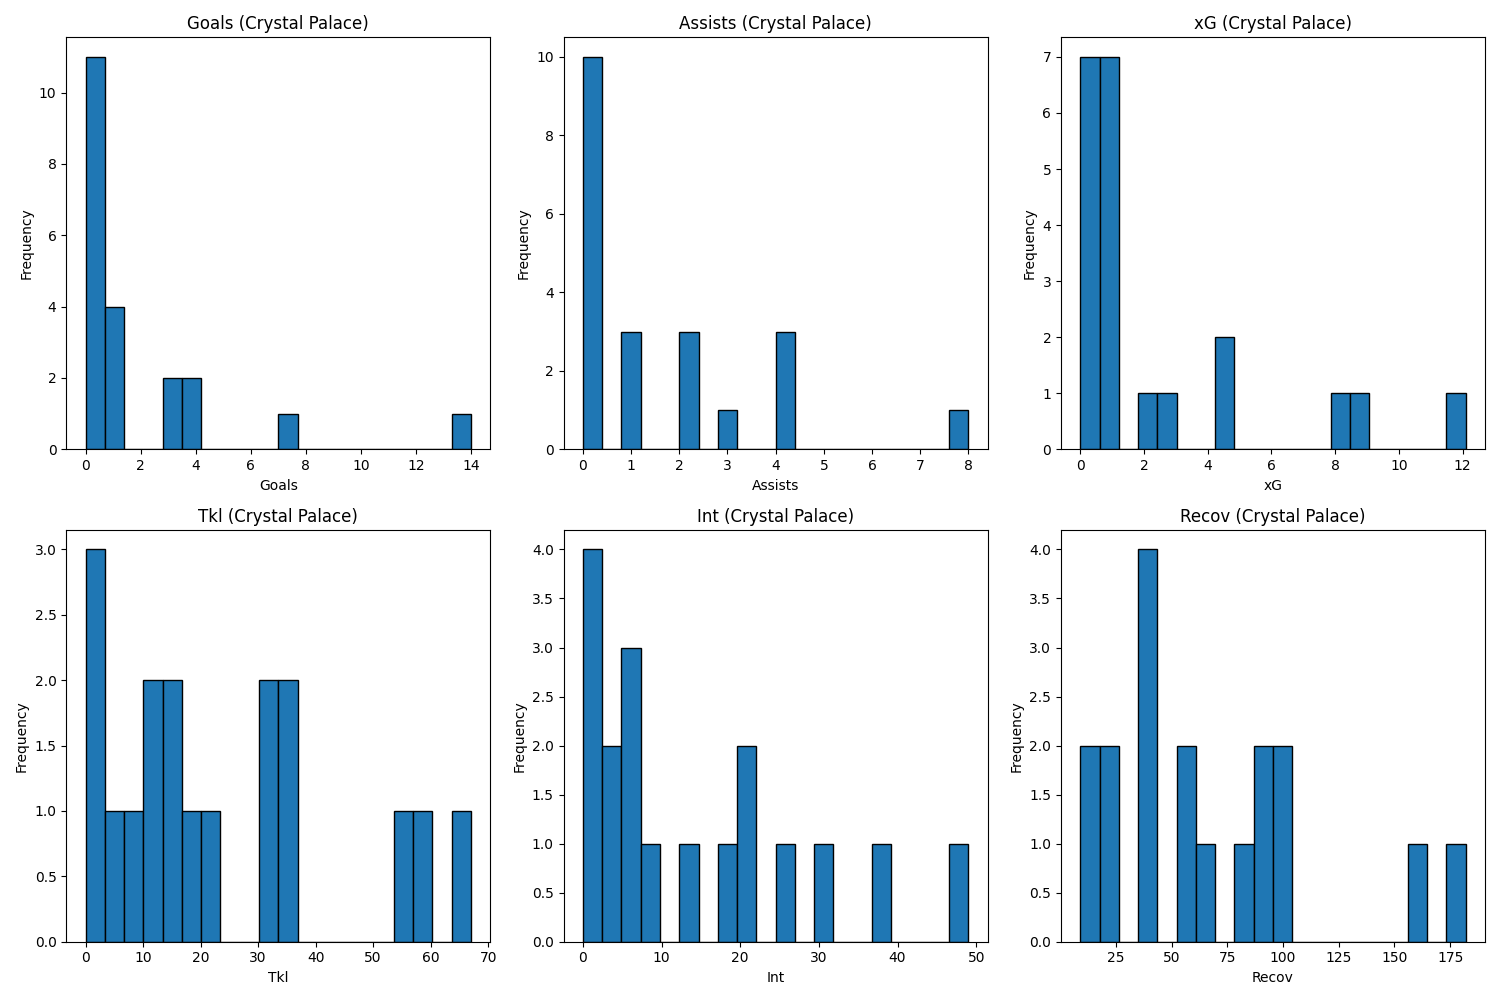 Goals (Crystal Palace)
Frequency
10
8
6
4
2
0
0 2 4 6 8 10 12 14
Goals
Assists (Crystal Palace)
Frequency
10
8
6
4
2
0
0 1 2 3 4 5 6 7 8
Assists
xG (Crystal Palace)
Frequency
7
6
5
4
3
2
1
0
0 2 4 6 8 10 12
xG
Tkl (Crystal Palace)
Frequency
3.0
2.5
2.0
1.5
1.0
0.5
0.0
0 10 20 30 40 50 60 70
Tkl
Int (Crystal Palace)
Frequency
4.0
3.5
3.0
2.5
2.0
1.5
1.0
0.5
0.0
0 10 20 30 40 50
Int
Recov (Crystal Palace)
Frequency
4.0
3.5
3.0
2.5
2.0
1.5
1.0
0.5
0.0
25 50 75 100 125 150 175
Recov